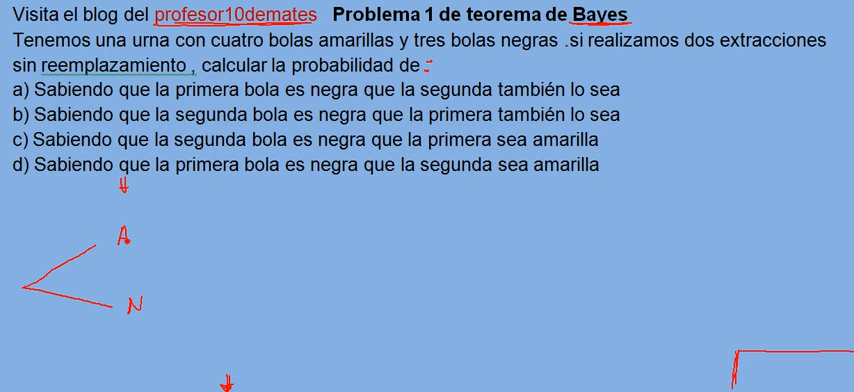 Visita el blog del profesor10demates Problema 1 de teorema de Bayes
Tenemos una urna con cuatro bolas amarillas y tres bolas negras .si realizamos dos extracciones
sin reemplazamiento , calcular la probabilidad de :
a) Sabiendo que la primera bola es negra que la segunda también lo sea
b) Sabiendo que la segunda bola es negra que la primera también lo sea
c) Sabiendo que la segunda bola es negra que la primera sea amarilla
d) Sabiendo que la primera bola es negra que la segunda sea amarilla
A
N